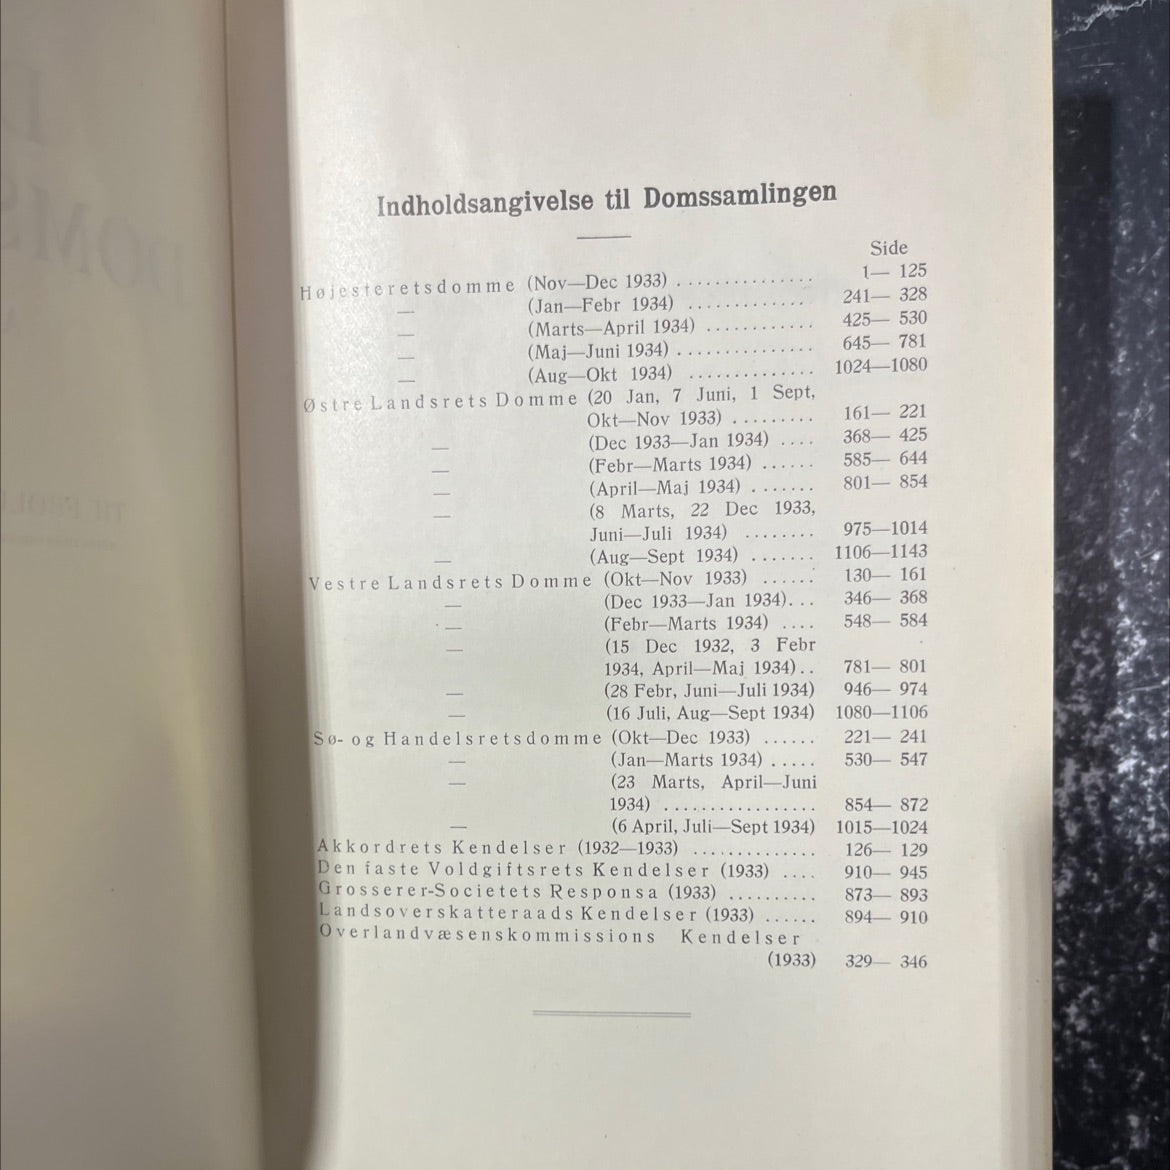 Indholdsangivelse til Domssamlingen
Side
Højesteretsdomme (Nov—Dec 1933) . . . . . . . . . . . . . . 1— 125
— (Jan—Febr 1934) . . . . . . . . . . . . 241— 328
— (Marts—April 1934) . . . . . . . . . . . . 425— 530
— (Maj—Juni 1934) . . . . . . . . . . . . . . 645— 781
— (Aug—Okt 1934) . . . . . . . . . . . . . 1024—1080
Østre Landsrets Domme (20 Jan, 7 Juni, 1 Sept,
Okt—Nov 1933) . . . . . . . . . 161— 221
— (Dec 1933—Jan 1934) . . . . 368— 425
— (Febr—Marts 1934) . . . . . . 585— 644
— (April—Maj 1934) . . . . . . . 801— 854
— (8 Marts, 22 Dec 1933,
Juni—Juli 1934) . . . . . . . . 975—1014
— (Aug—Sept 1934) . . . . . . . 1106—1143
Vestre Landsrets Domme (Okt—Nov 1933) . . . . . . 130— 161
— (Dec 1933—Jan 1934). . . 346— 368
— (Febr—Marts 1934) . . . . 548— 584
— (15 Dec 1932, 3 Febr
1934, April—Maj 1934) . . 781— 801
— (28 Febr, Juni—Juli 1934) 946— 974
— (16 Juli, Aug—Sept 1934) 1080—1106
Sø- og Handelsretsdomme (Okt—Dec 1933) . . . . . . 221— 241
— (Jan—Marts 1934) . . . . . 530— 547
— (23 Marts, April—Juni
1934) . . . . . . . . . . . . . . . . . 854— 872
— (6 April, Juli—Sept 1934) 1015—1024
Akkordrets Kendelser (1932—1933) . . . . . . . . . . . . . . 126— 129
Den faste Voldgiftsrets Kendelser (1933) . . . . 910— 945
Grosserer-Societets Responsa (1933) . . . . . . . . . . 873— 893
Landsoverskatteraads Kendelser (1933) . . . . . . 894— 910
Overlandvæsenskommissions Kendelser
(1933) 329— 346